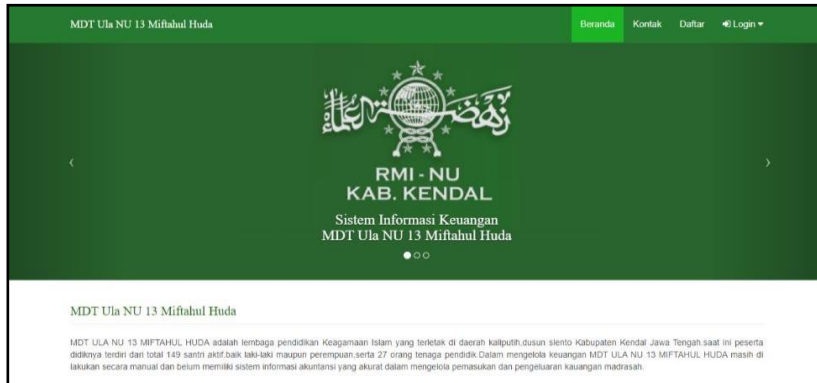 MDT Ula NU 13 Miftahul Huda
Beranda Kontak Daftar Login
نهضة العلماء
RMI - NU
KAB. KENDAL
Sistem Informasi Keuangan
MDT Ula NU 13 Miftahul Huda
MDT Ula NU 13 Miftahul Huda
MDT ULA NU 13 MIFTAHUL HUDA adalah lembaga pendidikan Keagamaan Islam yang terletak di daerah kaliputih,dusun slento Kabupaten Kendal Jawa Tengah.saat ini peserta
didiknya terdiri dari total 149 santri aktif.baik laki-laki maupun perempuan,serta 27 orang tenaga pendidik.Dalam mengelola keuangan MDT ULA NU 13 MIFTAHUL HUDA masih di
lakukan secara manual dan belum memiliki sistem informasi akuntansi yang akurat dalam mengelola pemasukan dan pengeluaran kauangan madrasah.